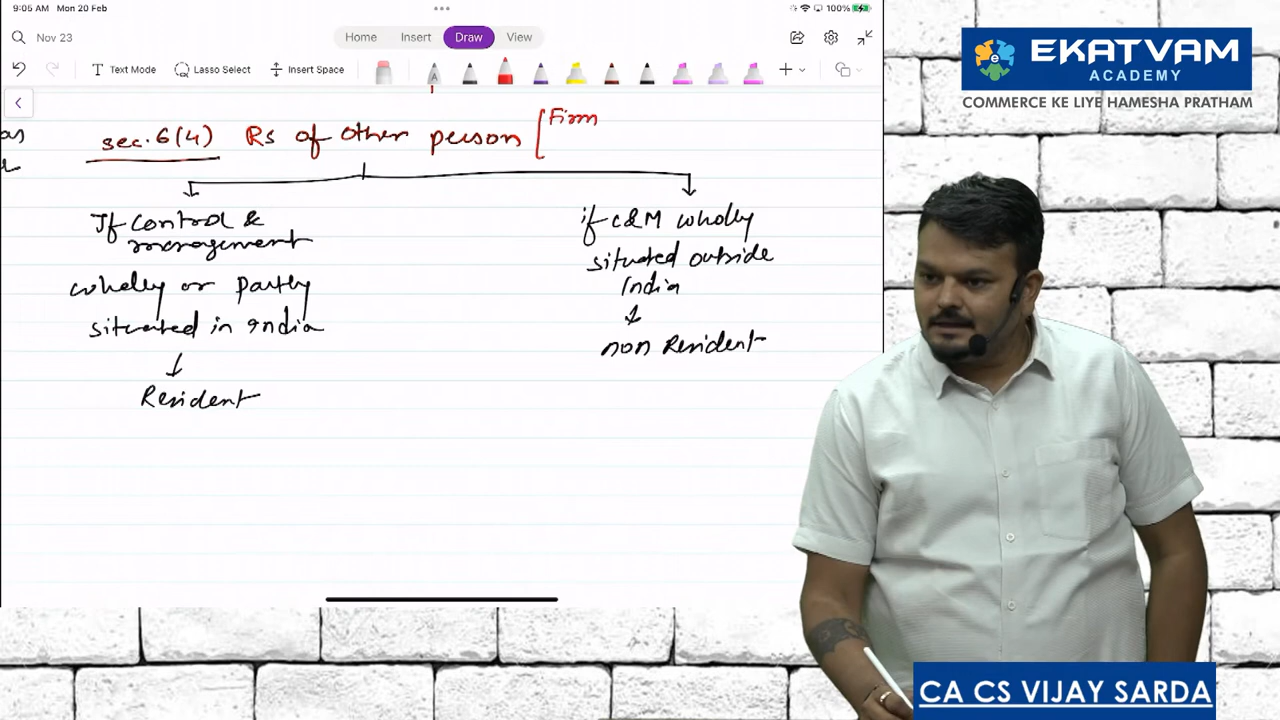 9:05 AM Mon 20 Feb
100%
Nov 23
Home Insert Draw View
Text Mode Lasso Select Insert Space
EKATVAM
ACADEMY
COMMERCE KE LIYE HAMESHA PRATHAM
sec. 6(4) Rs of other person [ Firm
If control &
management
wholly or partly
situated in India
Resident
if C&M wholly
situated outside
India
non Resident
CA CS VIJAY SARDA